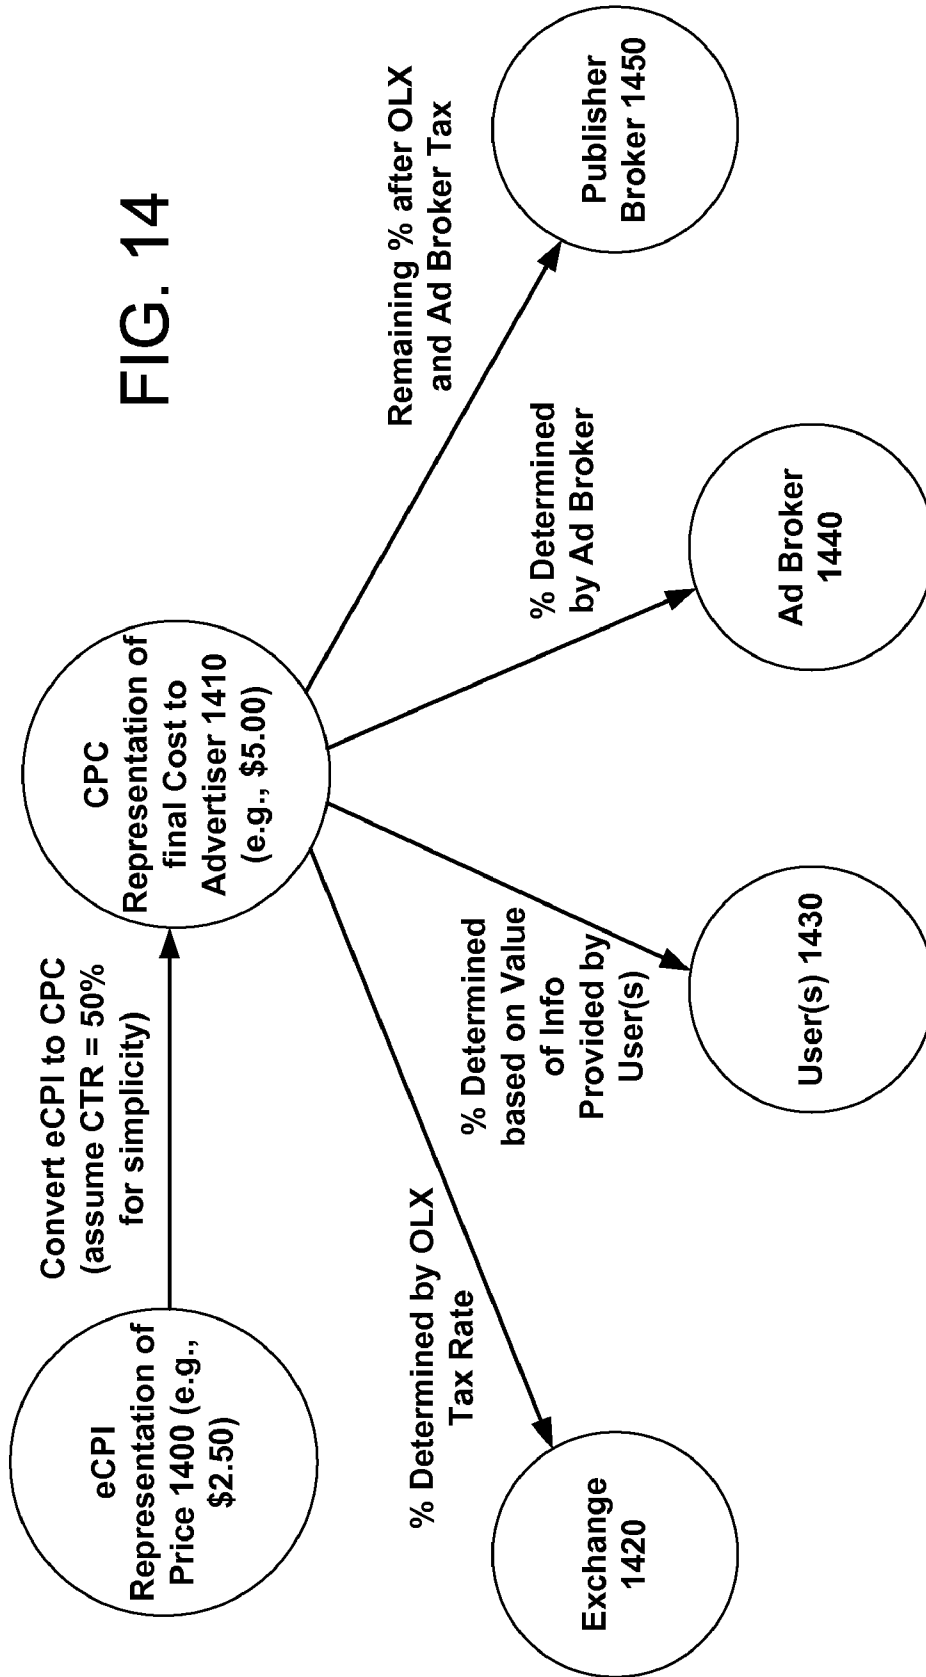 FIG. 14
eCPI
Representation of
Price 1400 (e.g.,
$2.50)
Convert eCPI to CPC
(assume CTR = 50%
for simplicity)
CPC
Representation of
final Cost to
Advertiser 1410
(e.g., $5.00)
% Determined by OLX
Tax Rate
% Determined
based on Value
of Info
Provided by
User(s)
% Determined
by Ad Broker
Remaining % after OLX
and Ad Broker Tax
Exchange
1420
User(s) 1430
Ad Broker
1440
Publisher
Broker 1450